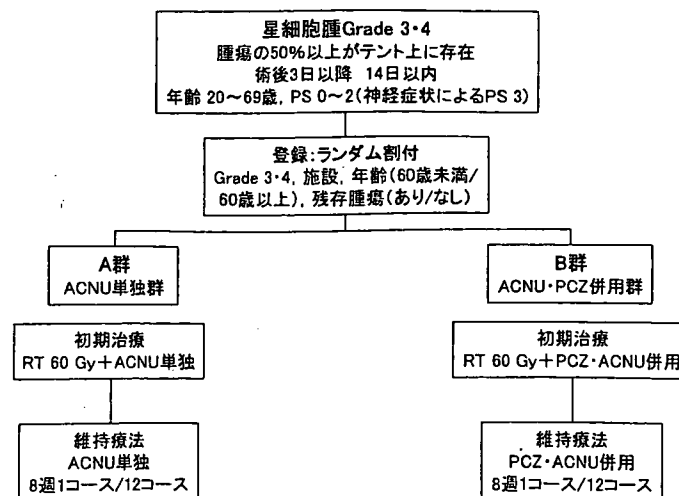 星細胞腫Grade 3・4
腫瘍の50%以上がテント上に存在
術後3日以降 14日以内
年齢 20～69歳, PS 0～2(神経症状によるPS 3)
登録:ランダム割付
Grade 3・4, 施設, 年齢(60歳未満/
60歳以上), 残存腫瘍(あり/なし)
A群
ACNU単独群
B群
ACNU・PCZ併用群
初期治療
RT 60 Gy+ACNU単独
初期治療
RT 60 Gy+PCZ・ACNU併用
維持療法
ACNU単独
8週1コース/12コース
維持療法
PCZ・ACNU併用
8週1コース/12コース